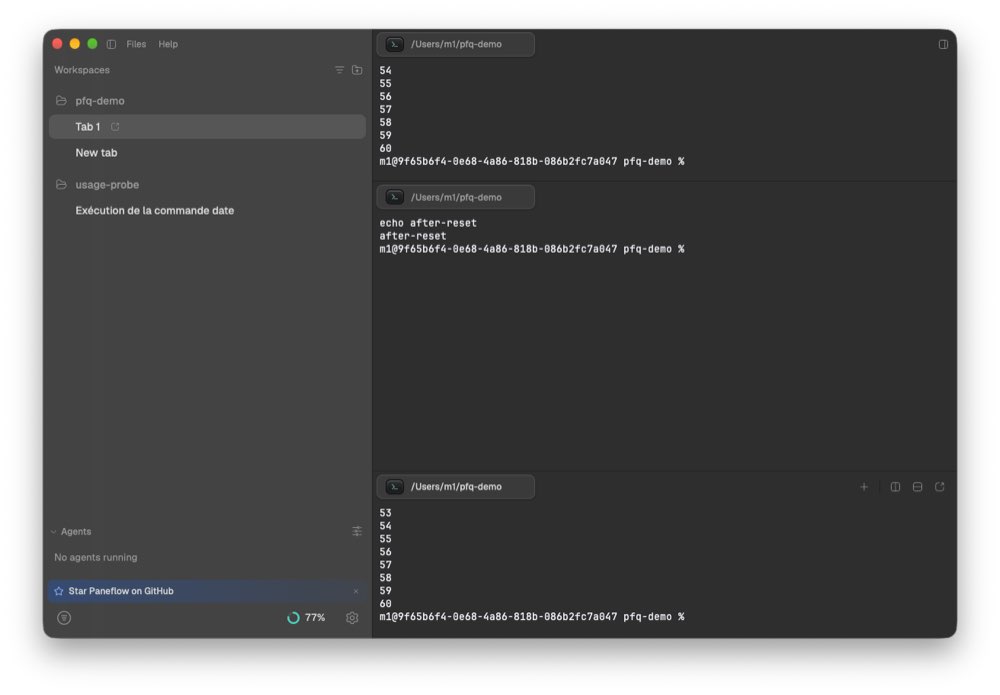 Files Help
Workspaces
pfq-demo
Tab 1
New tab
usage-probe
Exécution de la commande date
Agents
No agents running
Star Paneflow on GitHub
77%
/Users/m1/pfq-demo
54
55
56
57
58
59
60
m1@9f65b6f4-0e68-4a86-818b-086b2fc7a047 pfq-demo %
/Users/m1/pfq-demo
echo after-reset
after-reset
m1@9f65b6f4-0e68-4a86-818b-086b2fc7a047 pfq-demo %
/Users/m1/pfq-demo
53
54
55
56
57
58
59
60
m1@9f65b6f4-0e68-4a86-818b-086b2fc7a047 pfq-demo %